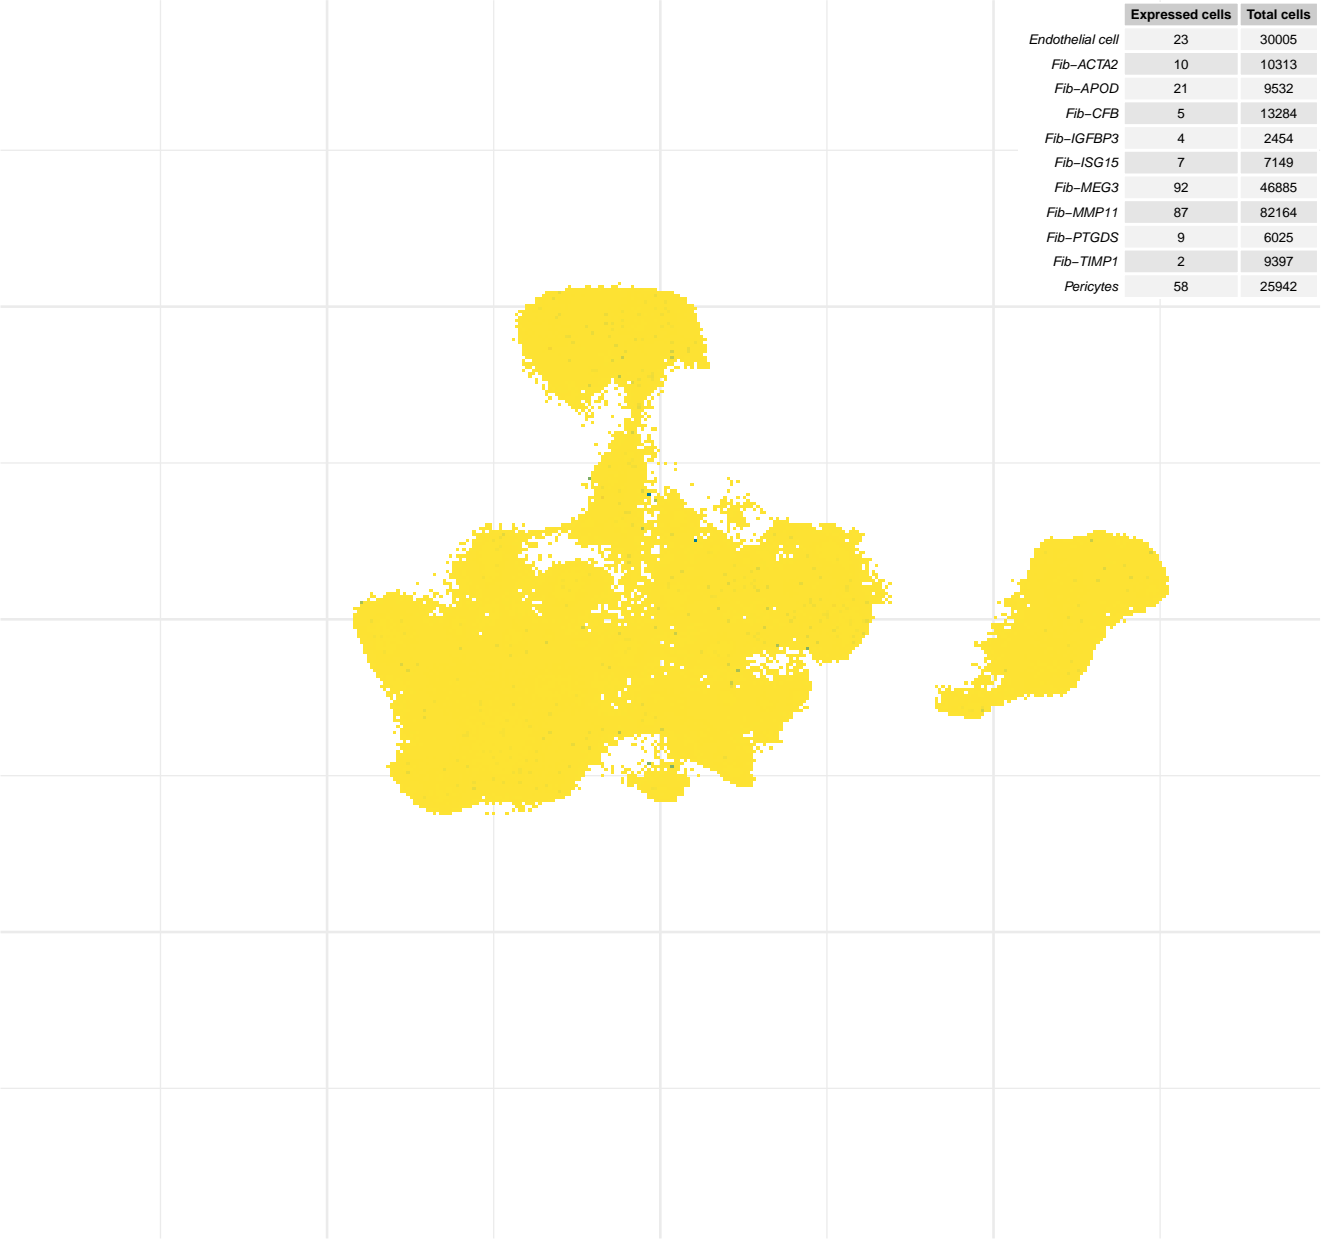 Expressed cells Total cells
Endothelial cell 23 30005
Fib−ACTA2 10 10313
Fib−APOD 21 9532
Fib−CFB 5 13284
Fib−IGFBP3 4 2454
Fib−ISG15 7 7149
Fib−MEG3 92 46885
Fib−MMP11 87 82164
Fib−PTGDS 9 6025
Fib−TIMP1 2 9397
Pericytes 58 25942